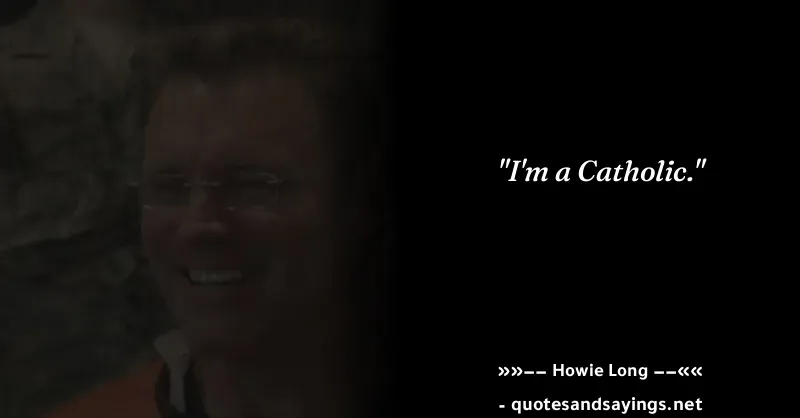 "I'm a Catholic."
»»−− Howie Long −−««
- quotesandsayings.net